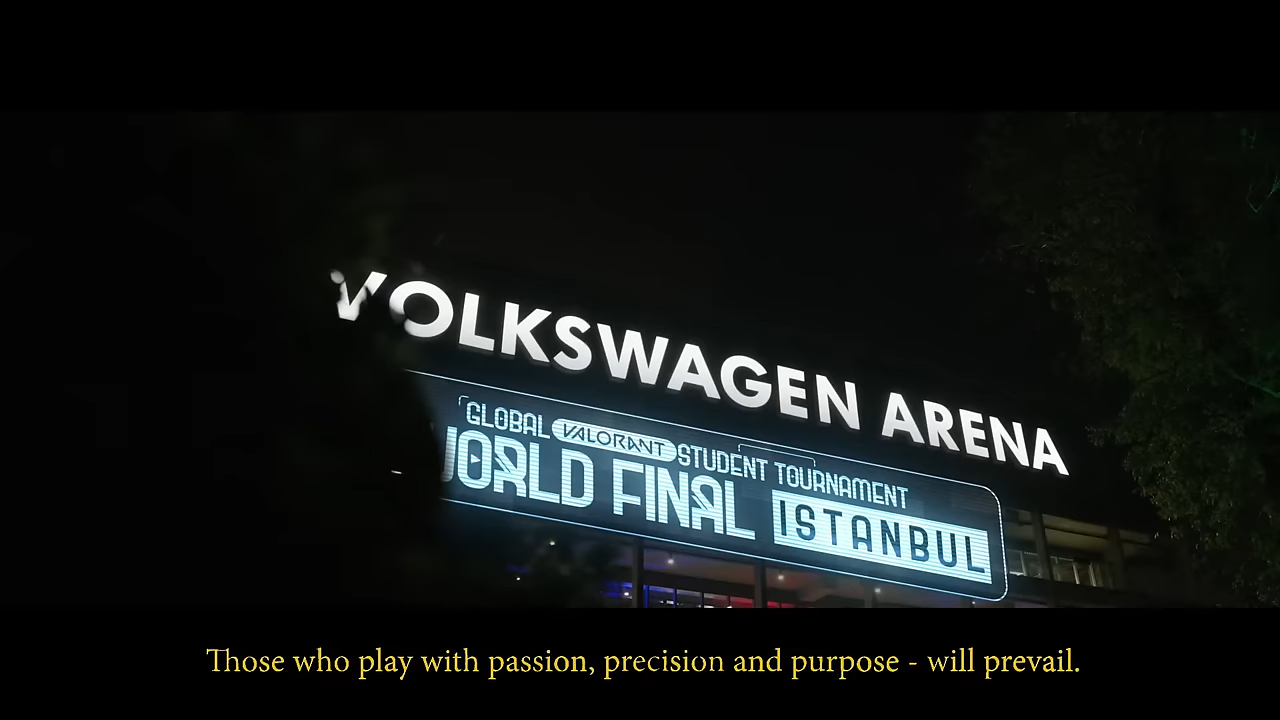 VOLKSWAGEN ARENA
GLOBAL VALORANT STUDENT TOURNAMENT
WORLD FINAL ISTANBUL
Those who play with passion, precision and purpose - will prevail.